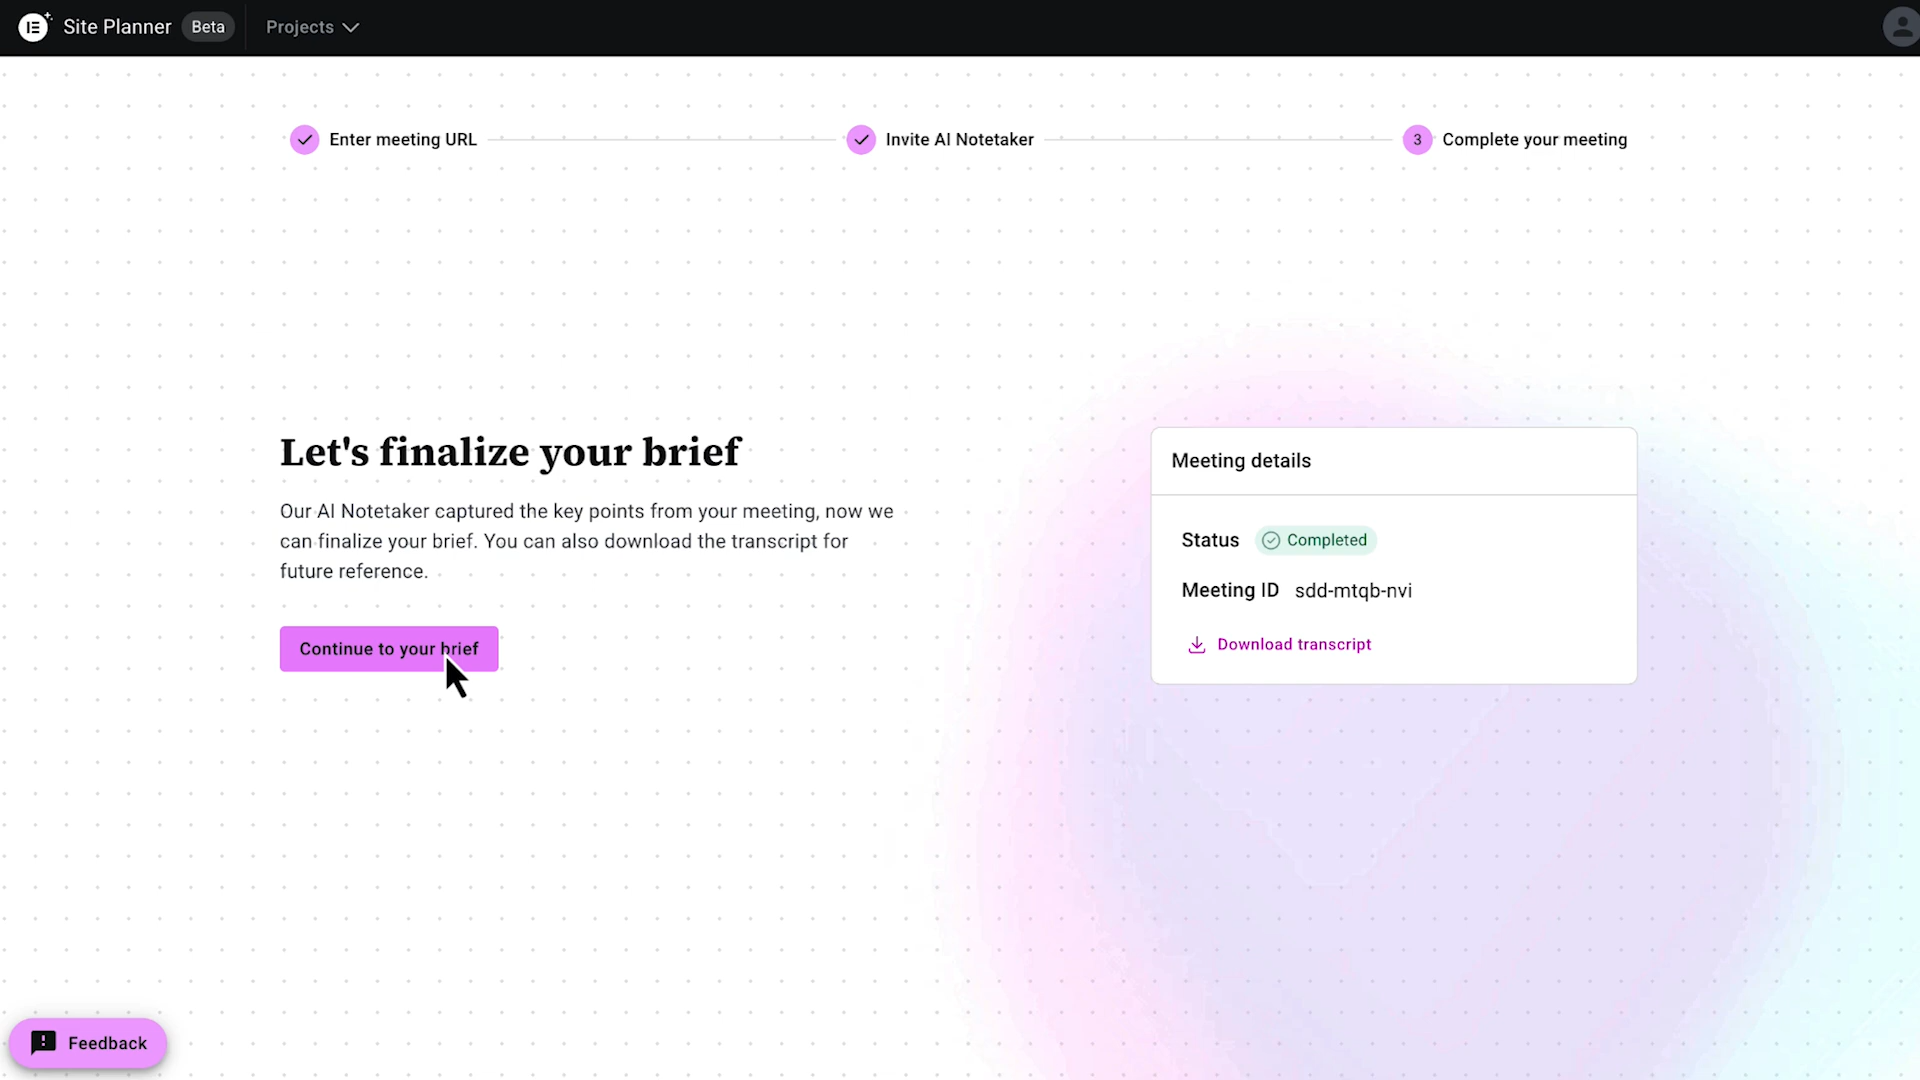 Site Planner Beta Projects
Enter meeting URL
Invite AI Notetaker
3 Complete your meeting
Let's finalize your brief
Our AI Notetaker captured the key points from your meeting, now we
can finalize your brief. You can also download the transcript for
future reference.
Continue to your brief
Meeting details
Status Completed
Meeting ID sdd-mtqb-nvi
Download transcript
Feedback